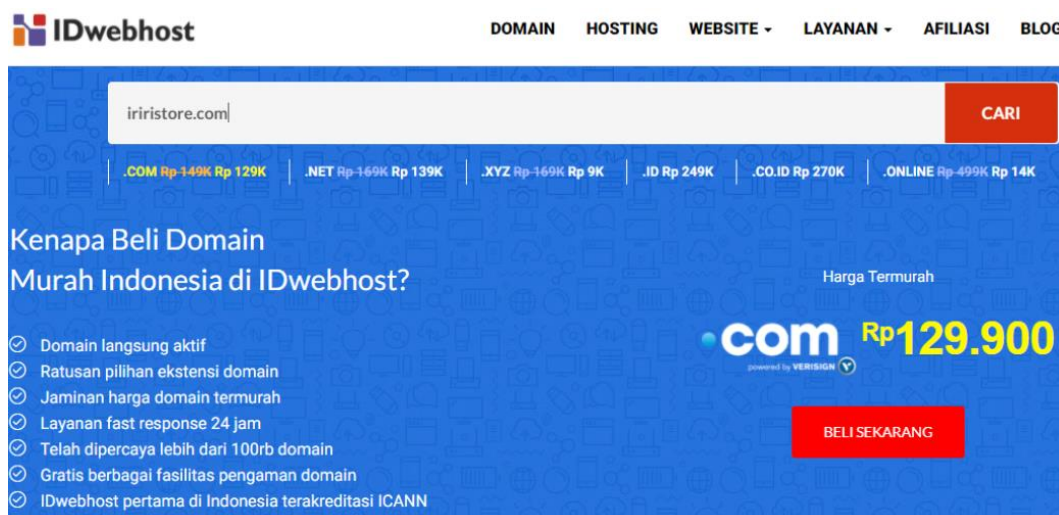 IDwebhost
DOMAIN HOSTING WEBSITE LAYANAN AFILIASI BLOG
iriristore.com
CARI
.COM Rp 149K Rp 129K .NET Rp 169K Rp 139K .XYZ Rp 169K Rp 9K .ID Rp 249K .CO.ID Rp 270K .ONLINE Rp 499K Rp 14K
Kenapa Beli Domain
Murah Indonesia di IDwebhost?
Domain langsung aktif
Ratusan pilihan ekstensi domain
Jaminan harga domain termurah
Layanan fast response 24 jam
Telah dipercaya lebih dari 100rb domain
Gratis berbagai fasilitas pengaman domain
IDwebhost pertama di Indonesia terakreditasi ICANN
Harga Termurah
.com Rp129.900
powered by VERISIGN
BELI SEKARANG